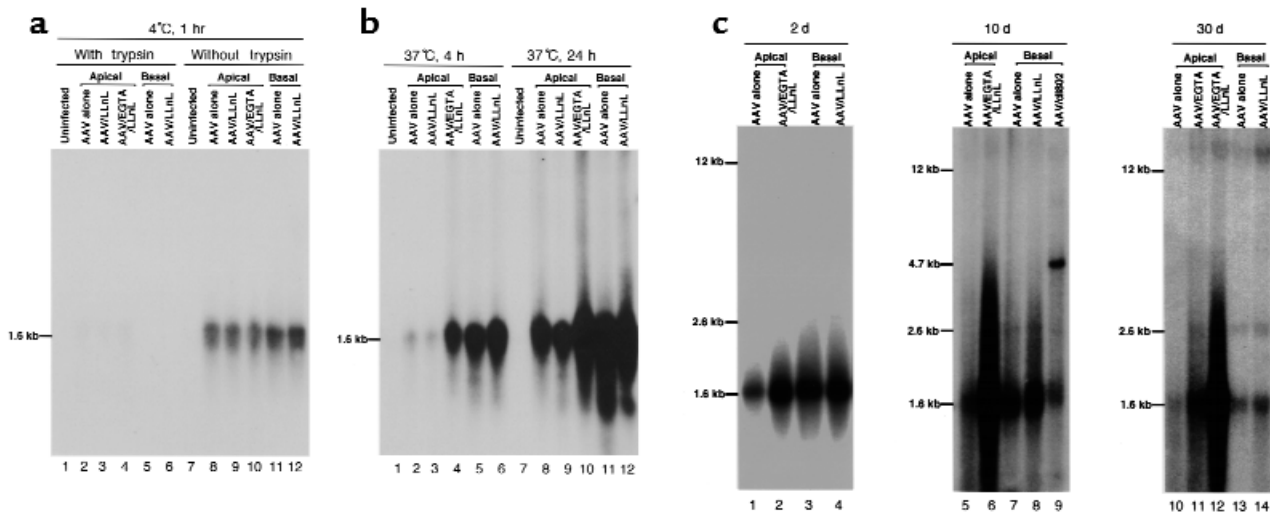 a
4°C, 1 hr
With trypsin
Without trypsin
Apical
Basal
Apical
Basal
Uninfected
AAV alone
AAV/LLnL
AAV/EGTA
/LLnL
AAV alone
AAV/LLnL
Uninfected
AAV alone
AAV/LLnL
AAV/EGTA
/LLnL
AAV alone
AAV/LLnL
1.6 kb
1 2 3 4 5 6 7 8 9 10 11 12
b
37°C, 4 h
37°C, 24 h
Apical
Basal
Apical
Basal
Uninfected
AAV alone
AAV/LLnL
AAV/EGTA
/LLnL
AAV alone
AAV/LLnL
Uninfected
AAV alone
AAV/LLnL
AAV/EGTA
/LLnL
AAV alone
AAV/LLnL
1.6 kb
1 2 3 4 5 6 7 8 9 10 11 12
c
2 d
Apical
Basal
AAV alone
AAV/EGTA
/LLnL
AAV alone
AAV/LLnL
12 kb
2.6 kb
1.6 kb
1 2 3 4
10 d
Apical
Basal
AAV alone
AAV/EGTA
/LLnL
AAV alone
AAV/LLnL
AAV/dl802
12 kb
4.7 kb
2.6 kb
1.6 kb
5 6 7 8 9
30 d
Apical
Basal
AAV alone
AAV/EGTA
AAV/EGTA
/LLnL
AAV alone
AAV/LLnL
12 kb
2.6 kb
1.6 kb
10 11 12 13 14